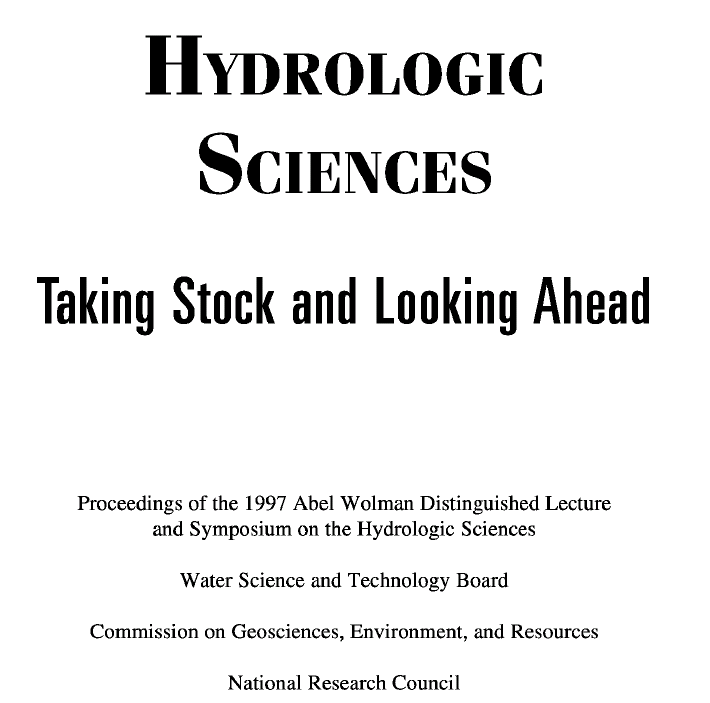 HYDROLOGIC
SCIENCES
Taking Stock and Looking Ahead
Proceedings of the 1997 Abel Wolman Distinguished Lecture
and Symposium on the Hydrologic Sciences
Water Science and Technology Board
Commission on Geosciences, Environment, and Resources
National Research Council